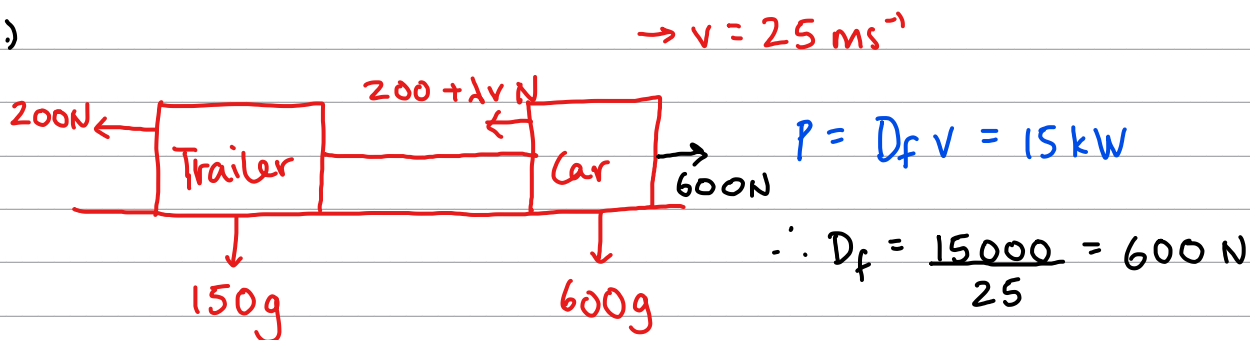 .)
→ v = 25 ms⁻¹
200 + λv N
200N
Trailer
Car
600N
P = D_f v = 15 kW
∴ D_f = 15000/25 = 600 N
150g
600g